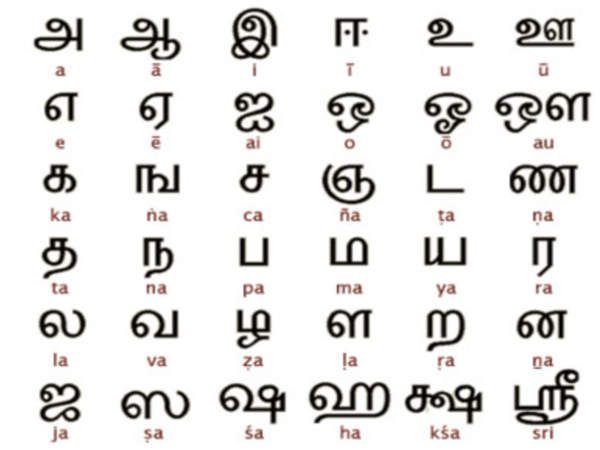 அ ஆ இ ஈ உ ஊ
a ā i ī u ū
எ ஏ ஐ ஒ ஓ ஔ
e ē ai o ō au
க ங ச ஞ ட ண
ka ṅa ca ña ṭa ṇa
த ந ப ம ய ர
ta na pa ma ya ra
ல வ ழ ள ற ன
la va ẓa ḷa ṛa ṉa
ஜ ஸ ஷ ஹ க்ஷ ஸ்ரீ
ja ṣa śa ha kśa sri